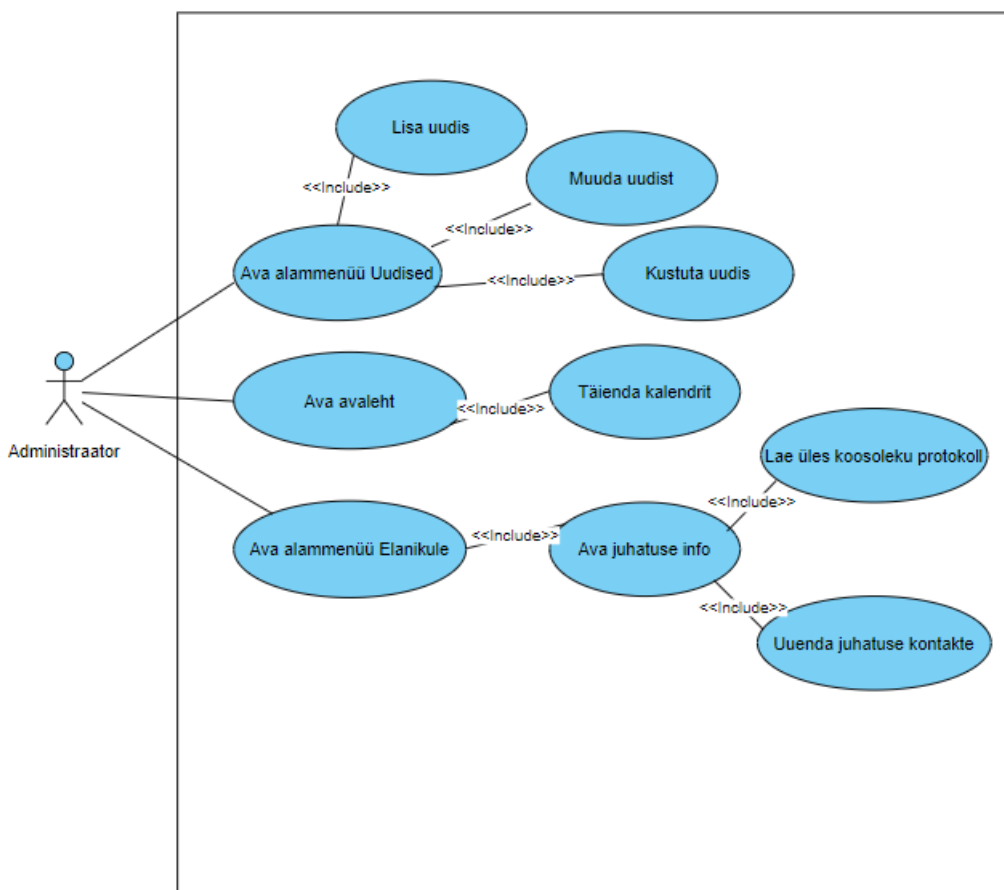 Lisa uudis
<<Include>>
Muuda uudist
<<Include>>
Ava alammenüü Uudised
<<Include>>
Kustuta uudis
Administraator
Ava avaleht
<<Include>>
Täienda kalendrit
Lae üles koosoleku protokoll
<<Include>>
Ava alammenüü Elanikule
<<Include>>
Ava juhatuse info
<<Include>>
Uuenda juhatuse kontakte